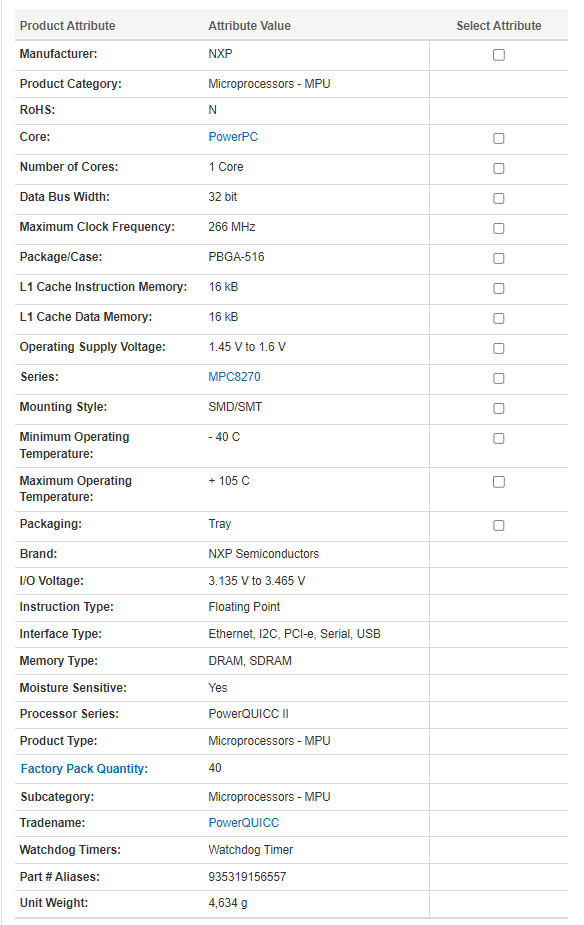 Product Attribute Attribute Value Select Attribute
Manufacturer: NXP
Product Category: Microprocessors - MPU
RoHS: N
Core: PowerPC
Number of Cores: 1 Core
Data Bus Width: 32 bit
Maximum Clock Frequency: 266 MHz
Package/Case: PBGA-516
L1 Cache Instruction Memory: 16 kB
L1 Cache Data Memory: 16 kB
Operating Supply Voltage: 1.45 V to 1.6 V
Series: MPC8270
Mounting Style: SMD/SMT
Minimum Operating - 40 C
Temperature:
Maximum Operating + 105 C
Temperature:
Packaging: Tray
Brand: NXP Semiconductors
I/O Voltage: 3.135 V to 3.465 V
Instruction Type: Floating Point
Interface Type: Ethernet, I2C, PCI-e, Serial, USB
Memory Type: DRAM, SDRAM
Moisture Sensitive: Yes
Processor Series: PowerQUICC II
Product Type: Microprocessors - MPU
Factory Pack Quantity: 40
Subcategory: Microprocessors - MPU
Tradename: PowerQUICC
Watchdog Timers: Watchdog Timer
Part # Aliases: 935319156557
Unit Weight: 4,634 g